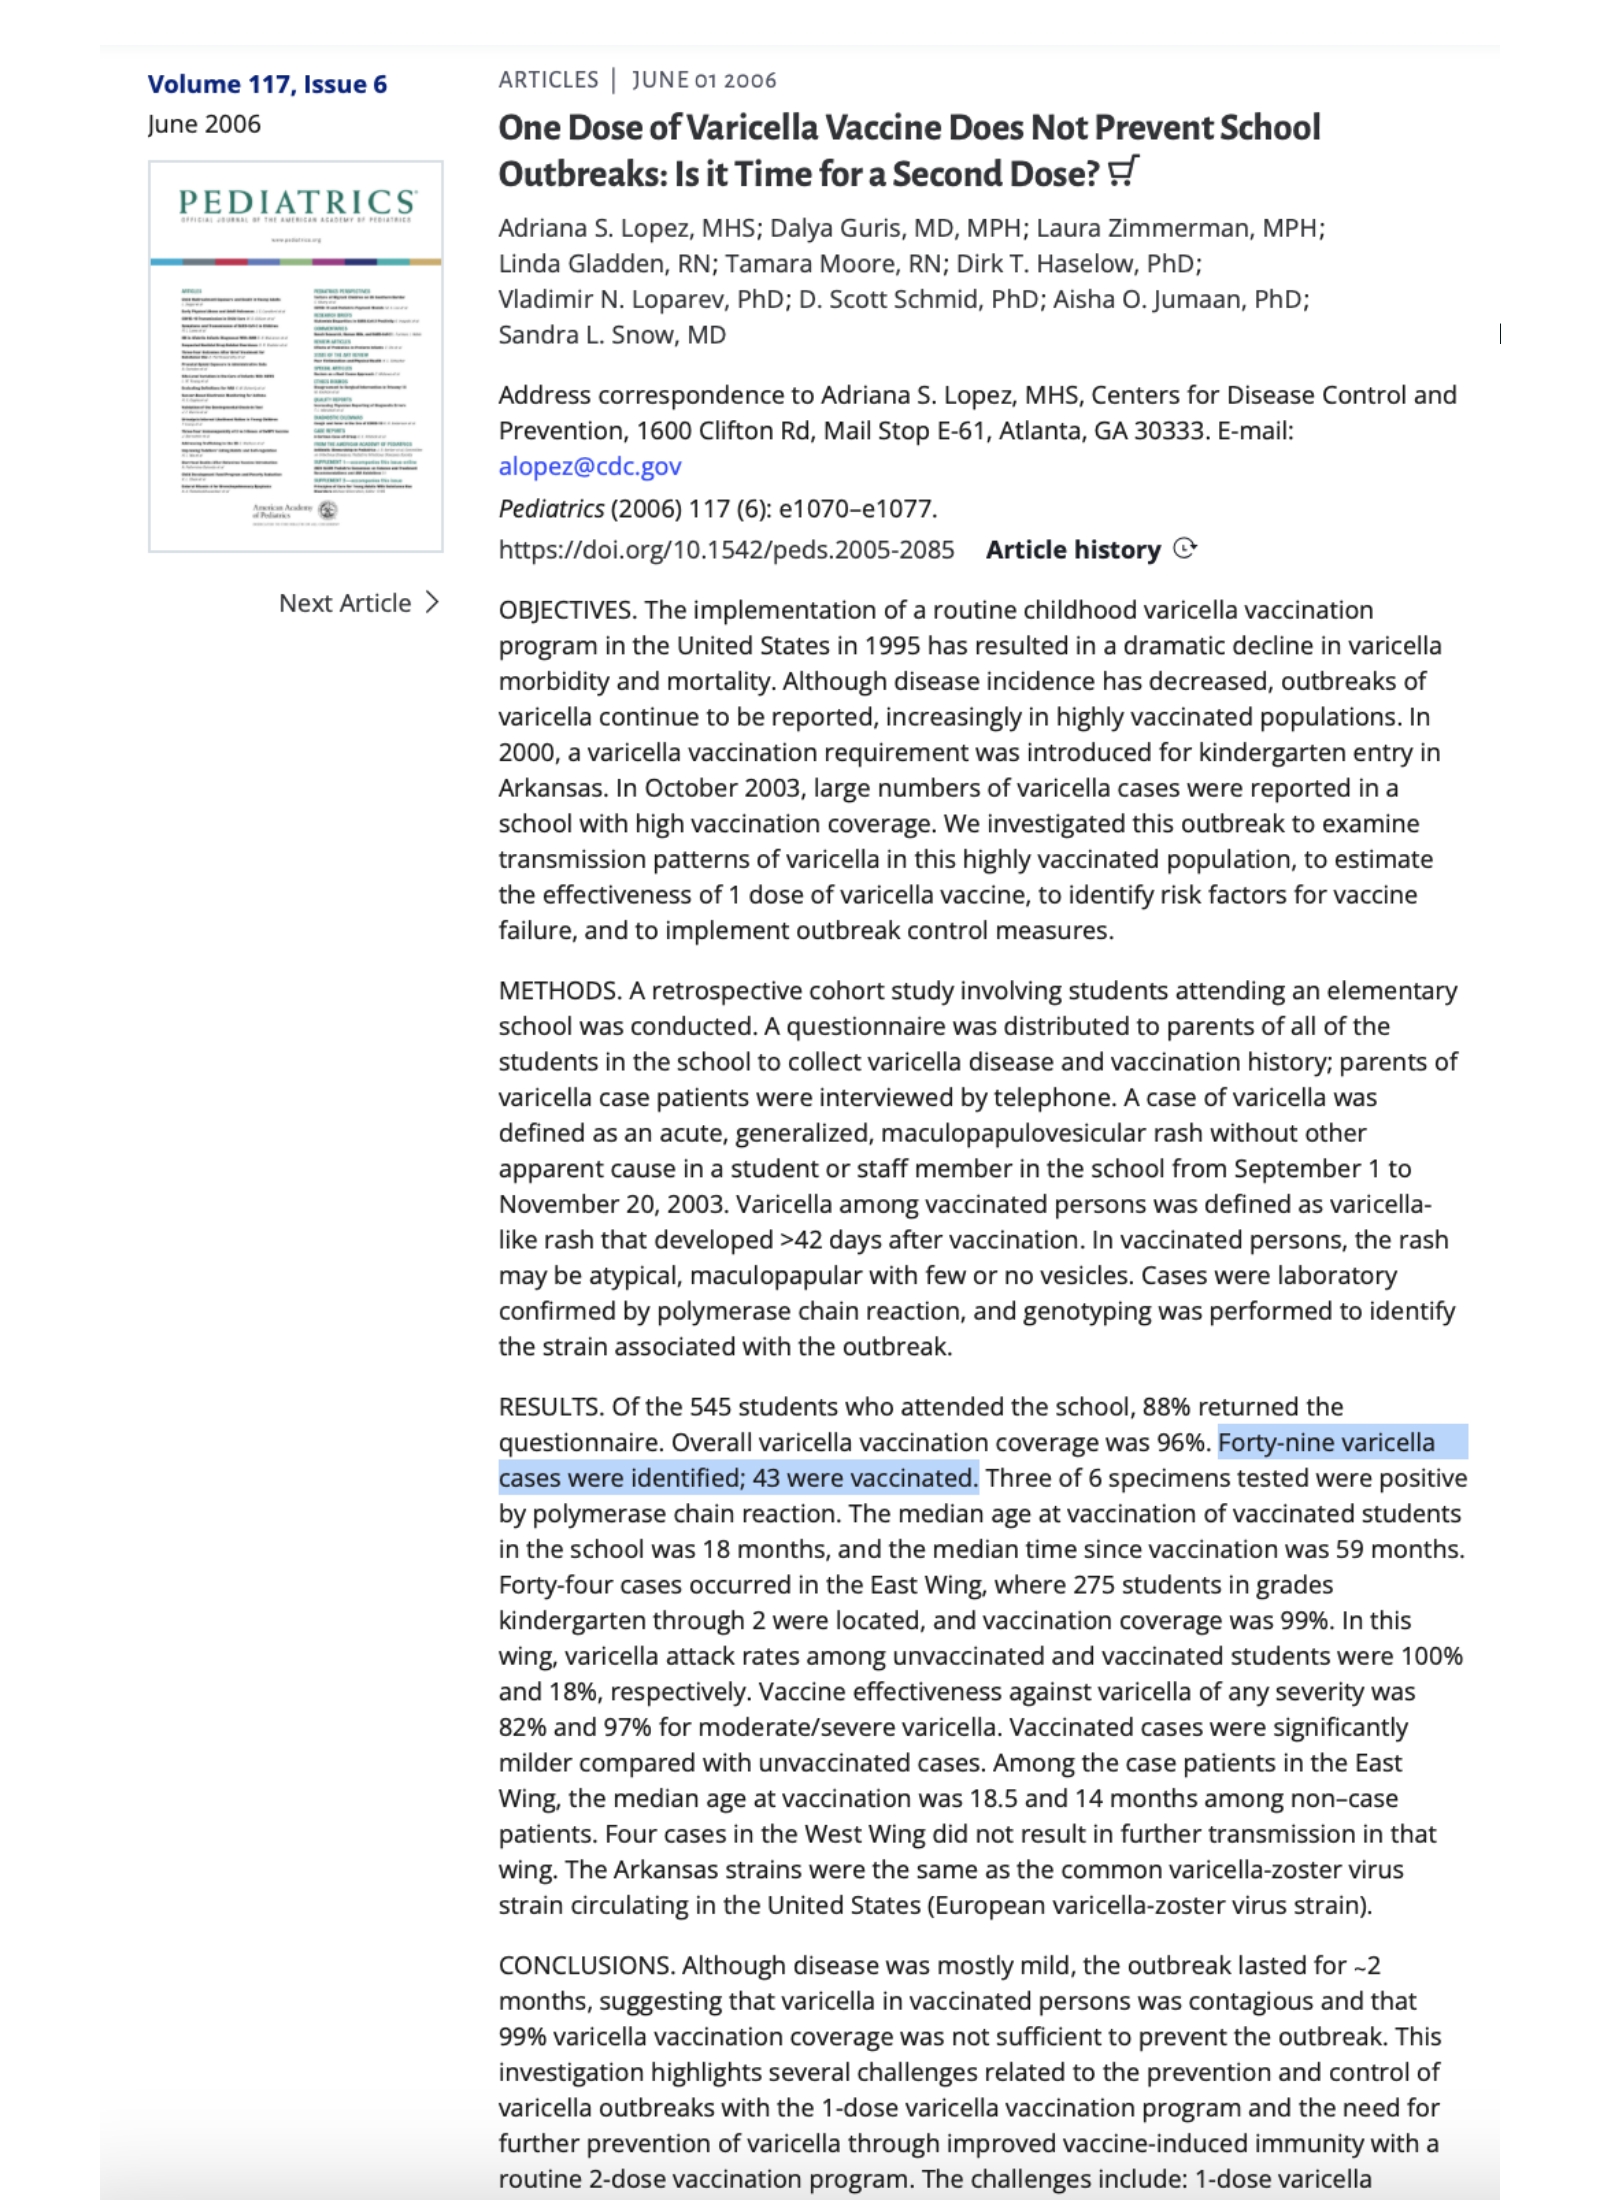 Volume 117, Issue 6
June 2006
PEDIATRICS
OFFICIAL JOURNAL OF THE AMERICAN ACADEMY OF PEDIATRICS
www.pediatrics.org
American Academy
of Pediatrics
Next Article
ARTICLES | JUNE 01 2006
One Dose of Varicella Vaccine Does Not Prevent School
Outbreaks: Is it Time for a Second Dose?
Adriana S. Lopez, MHS; Dalya Guris, MD, MPH; Laura Zimmerman, MPH;
Linda Gladden, RN; Tamara Moore, RN; Dirk T. Haselow, PhD;
Vladimir N. Loparev, PhD; D. Scott Schmid, PhD; Aisha O. Jumaan, PhD;
Sandra L. Snow, MD
Address correspondence to Adriana S. Lopez, MHS, Centers for Disease Control and
Prevention, 1600 Clifton Rd, Mail Stop E-61, Atlanta, GA 30333. E-mail:
alopez@cdc.gov
Pediatrics (2006) 117 (6): e1070–e1077.
https://doi.org/10.1542/peds.2005-2085 Article history
OBJECTIVES. The implementation of a routine childhood varicella vaccination
program in the United States in 1995 has resulted in a dramatic decline in varicella
morbidity and mortality. Although disease incidence has decreased, outbreaks of
varicella continue to be reported, increasingly in highly vaccinated populations. In
2000, a varicella vaccination requirement was introduced for kindergarten entry in
Arkansas. In October 2003, large numbers of varicella cases were reported in a
school with high vaccination coverage. We investigated this outbreak to examine
transmission patterns of varicella in this highly vaccinated population, to estimate
the effectiveness of 1 dose of varicella vaccine, to identify risk factors for vaccine
failure, and to implement outbreak control measures.
METHODS. A retrospective cohort study involving students attending an elementary
school was conducted. A questionnaire was distributed to parents of all of the
students in the school to collect varicella disease and vaccination history; parents of
varicella case patients were interviewed by telephone. A case of varicella was
defined as an acute, generalized, maculopapulovesicular rash without other
apparent cause in a student or staff member in the school from September 1 to
November 20, 2003. Varicella among vaccinated persons was defined as varicella-
like rash that developed >42 days after vaccination. In vaccinated persons, the rash
may be atypical, maculopapular with few or no vesicles. Cases were laboratory
confirmed by polymerase chain reaction, and genotyping was performed to identify
the strain associated with the outbreak.
RESULTS. Of the 545 students who attended the school, 88% returned the
questionnaire. Overall varicella vaccination coverage was 96%. Forty-nine varicella
cases were identified; 43 were vaccinated. Three of 6 specimens tested were positive
by polymerase chain reaction. The median age at vaccination of vaccinated students
in the school was 18 months, and the median time since vaccination was 59 months.
Forty-four cases occurred in the East Wing, where 275 students in grades
kindergarten through 2 were located, and vaccination coverage was 99%. In this
wing, varicella attack rates among unvaccinated and vaccinated students were 100%
and 18%, respectively. Vaccine effectiveness against varicella of any severity was
82% and 97% for moderate/severe varicella. Vaccinated cases were significantly
milder compared with unvaccinated cases. Among the case patients in the East
Wing, the median age at vaccination was 18.5 and 14 months among non–case
patients. Four cases in the West Wing did not result in further transmission in that
wing. The Arkansas strains were the same as the common varicella-zoster virus
strain circulating in the United States (European varicella-zoster virus strain).
CONCLUSIONS. Although disease was mostly mild, the outbreak lasted for ~2
months, suggesting that varicella in vaccinated persons was contagious and that
99% varicella vaccination coverage was not sufficient to prevent the outbreak. This
investigation highlights several challenges related to the prevention and control of
varicella outbreaks with the 1-dose varicella vaccination program and the need for
further prevention of varicella through improved vaccine-induced immunity with a
routine 2-dose vaccination program. The challenges include: 1-dose varicella